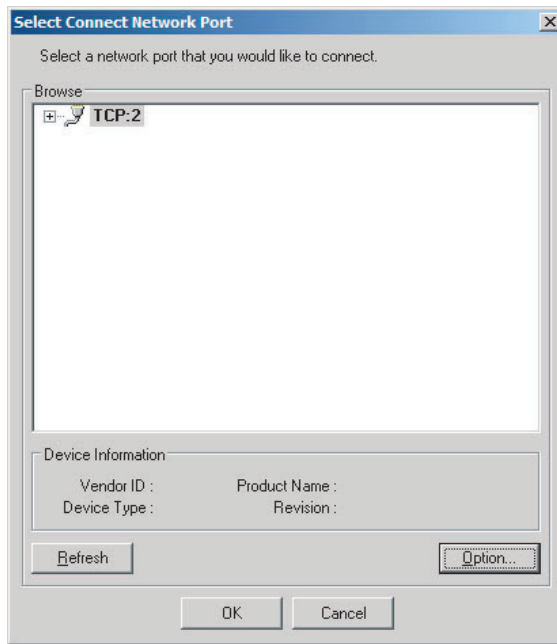 Select Connect Network Port
Select a network port that you would like to connect.
Browse
TCP:2
Device Information
Vendor ID : Product Name :
Device Type : Revision :
Refresh Option...
OK Cancel